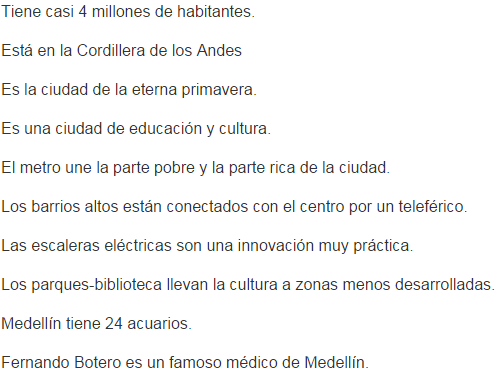 Tiene casi 4 millones de habitantes.
Está en la Cordillera de los Andes
Es la ciudad de la eterna primavera.
Es una ciudad de educación y cultura.
El metro une la parte pobre y la parte rica de la ciudad.
Los barrios altos están conectados con el centro por un teleférico.
Las escaleras eléctricas son una innovación muy práctica.
Los parques-biblioteca llevan la cultura a zonas menos desarrolladas.
Medellín tiene 24 acuarios.
Fernando Botero es un famoso médico de Medellín.